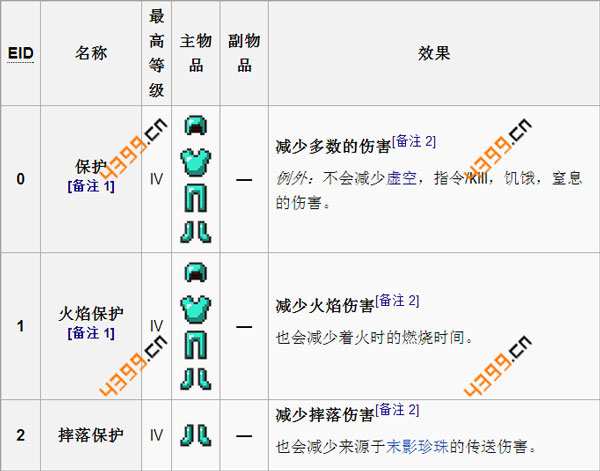 EID 名称 最高等级 主物品 副物品 效果
0 保护[备注 1] IV — 减少多数的伤害[备注 2]
例外：不会减少虚空，指令/kill，饥饿，窒息
的伤害。
1 火焰保护[备注 1] IV — 减少火焰伤害[备注 2]
也会减少着火时的燃烧时间。
2 摔落保护 IV — 减少摔落伤害[备注 2]
也会减少来源于末影珍珠的传送伤害。
4399.cn
4399.cn
4399.cn
4399.cn